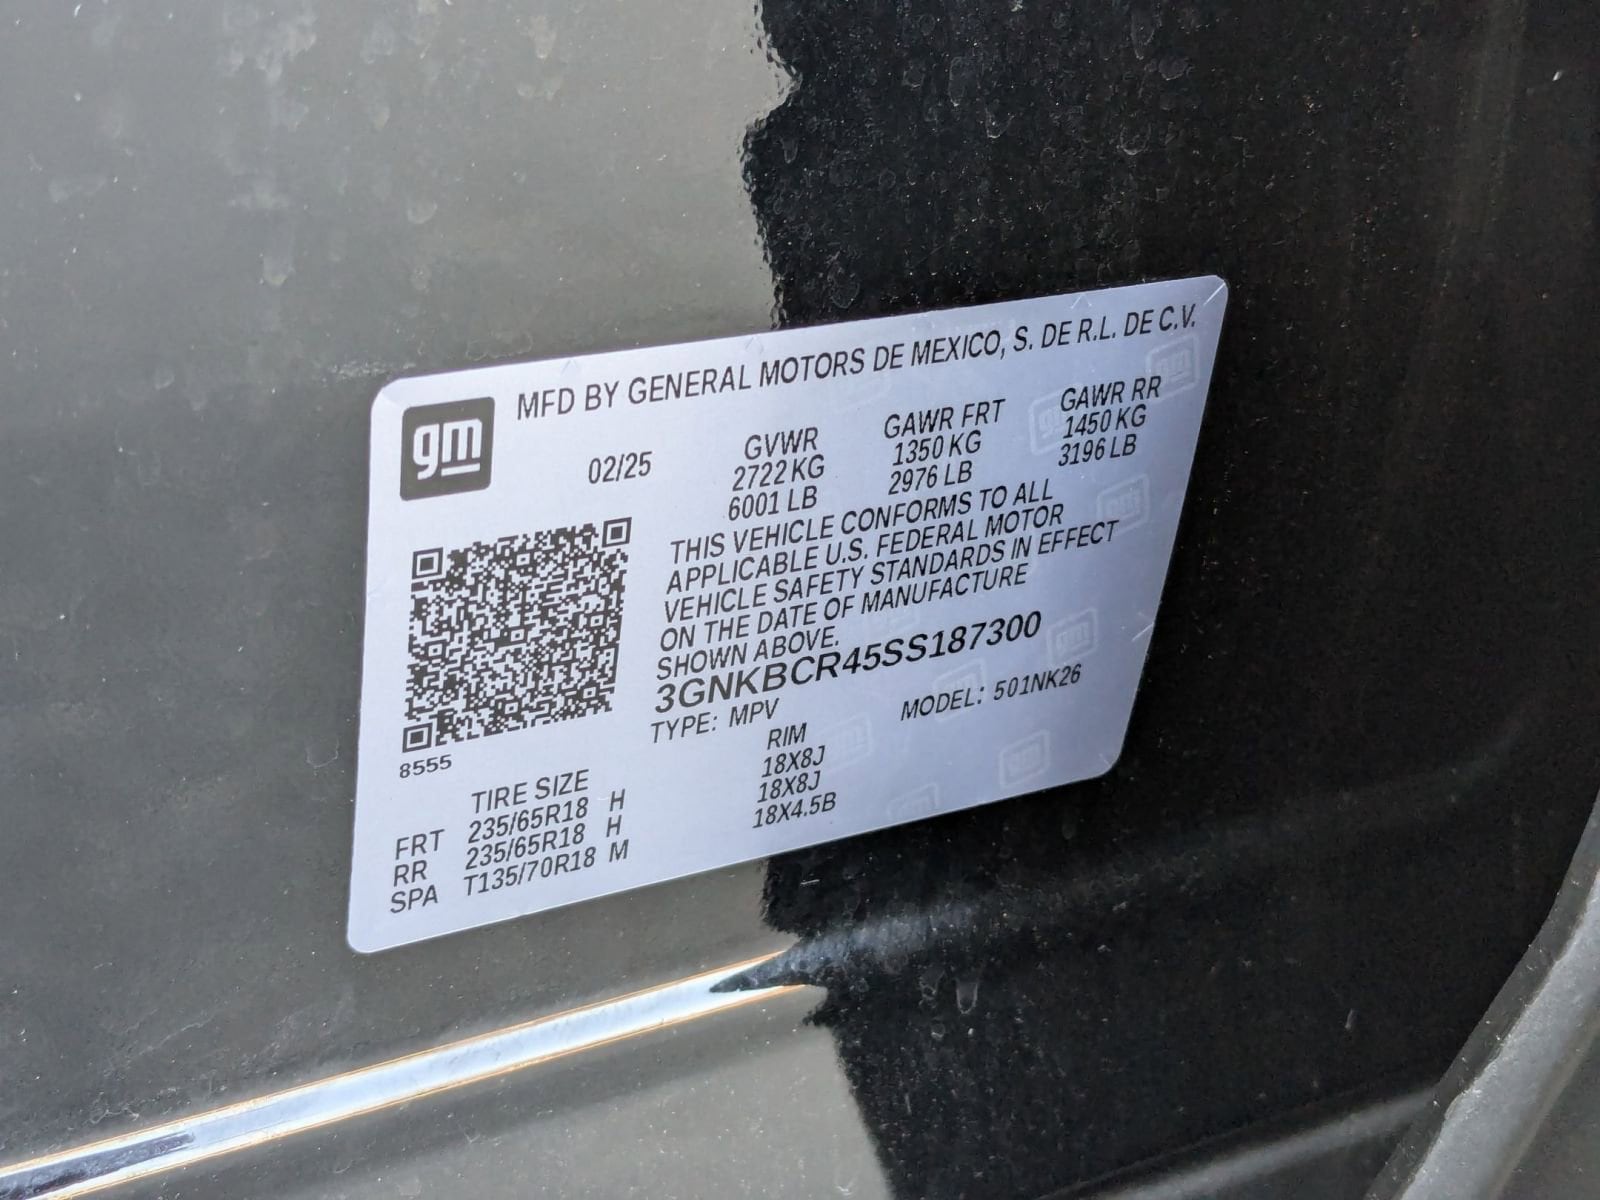 gm
MFD BY GENERAL MOTORS DE MEXICO, S. DE R.L. DE C.V.
02/25
GVWR
2722 KG
6001 LB
GAWR FRT
1350 KG
2976 LB
GAWR RR
1450 KG
3196 LB
THIS VEHICLE CONFORMS TO ALL
APPLICABLE U.S. FEDERAL MOTOR
VEHICLE SAFETY STANDARDS IN EFFECT
ON THE DATE OF MANUFACTURE
SHOWN ABOVE.
3GNKBCR45SS187300
TYPE: MPV
MODEL: 501NK26
8555
TIRE SIZE RIM
FRT 235/65R18 H 18X8J
RR 235/65R18 H 18X8J
SPA T135/70R18 M 18X4.5B